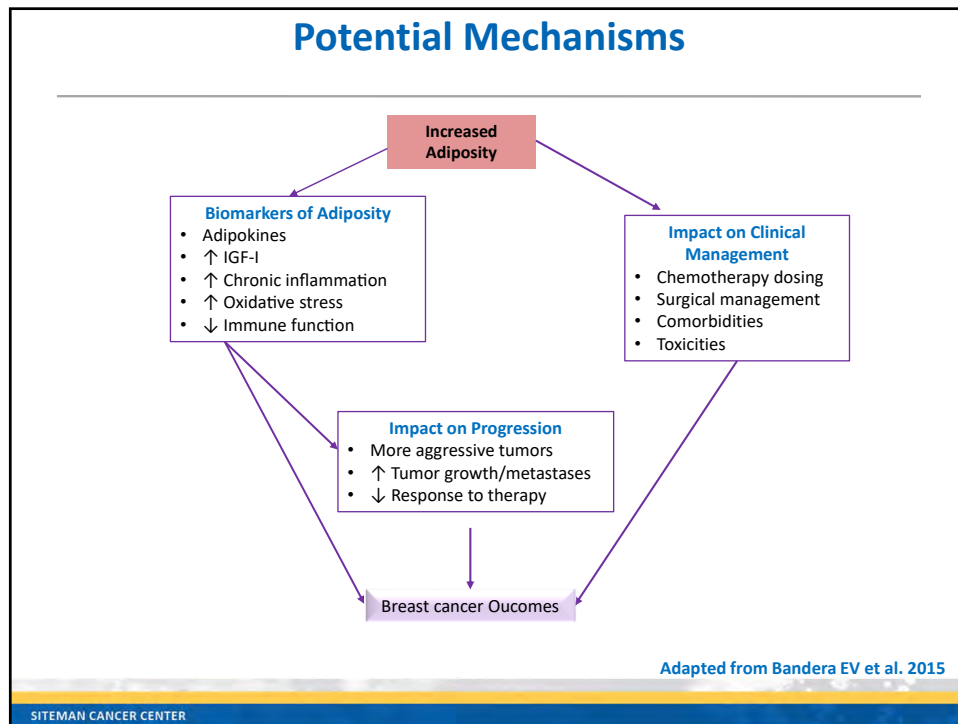 Potential Mechanisms
Increased
Adiposity
Biomarkers of Adiposity
• Adipokines
• ↑ IGF-I
• ↑ Chronic inflammation
• ↑ Oxidative stress
• ↓ Immune function
Impact on Clinical
Management
• Chemotherapy dosing
• Surgical management
• Comorbidities
• Toxicities
Impact on Progression
• More aggressive tumors
• ↑ Tumor growth/metastases
• ↓ Response to therapy
Breast cancer Oucomes
Adapted from Bandera EV et al. 2015
SITEMAN CANCER CENTER